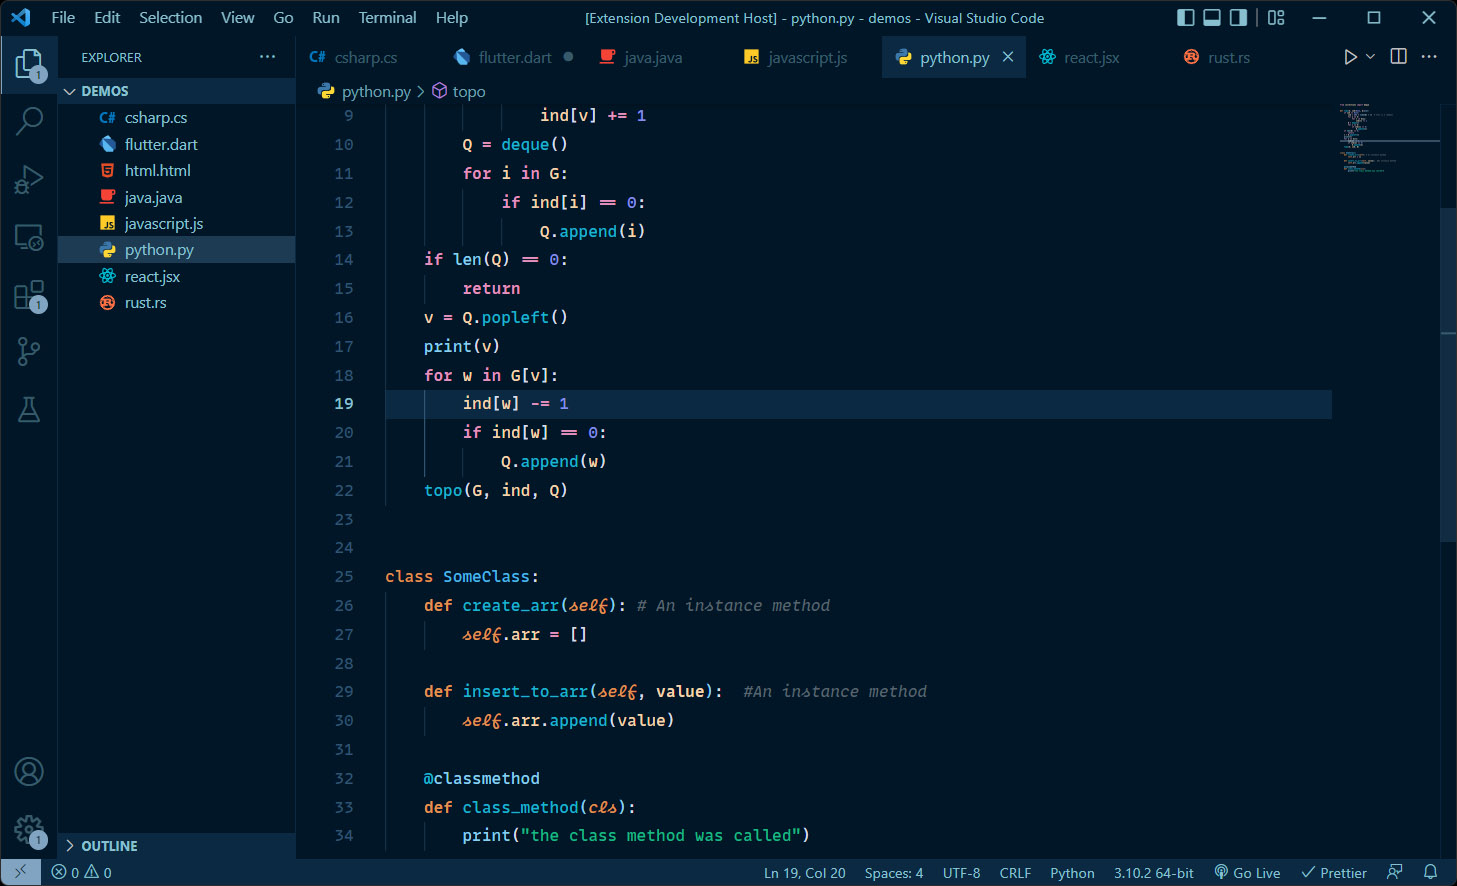 File Edit Selection View Go Run Terminal Help [Extension Development Host] - python.py - demos - Visual Studio Code
EXPLORER
C# csharp.cs flutter.dart java.java JS javascript.js python.py react.jsx rust.rs
1
DEMOS
python.py > topo
C# csharp.cs
flutter.dart
html.html
java.java
JS javascript.js
python.py
react.jsx
rust.rs
1
9 ind[v] += 1
10 Q = deque()
11 for i in G:
12 if ind[i] == 0:
13 Q.append(i)
14 if len(Q) == 0:
15 return
16 v = Q.popleft()
17 print(v)
18 for w in G[v]:
19 ind[w] -= 1
20 if ind[w] == 0:
21 Q.append(w)
22 topo(G, ind, Q)
23
24
25 class SomeClass:
26 def create_arr(self): # An instance method
27 self.arr = []
28
29 def insert_to_arr(self, value): #An instance method
30 self.arr.append(value)
31
32 @classmethod
33 def class_method(cls):
34 print("the class method was called")
1
OUTLINE
0 0 Ln 19, Col 20 Spaces: 4 UTF-8 CRLF Python 3.10.2 64-bit Go Live Prettier